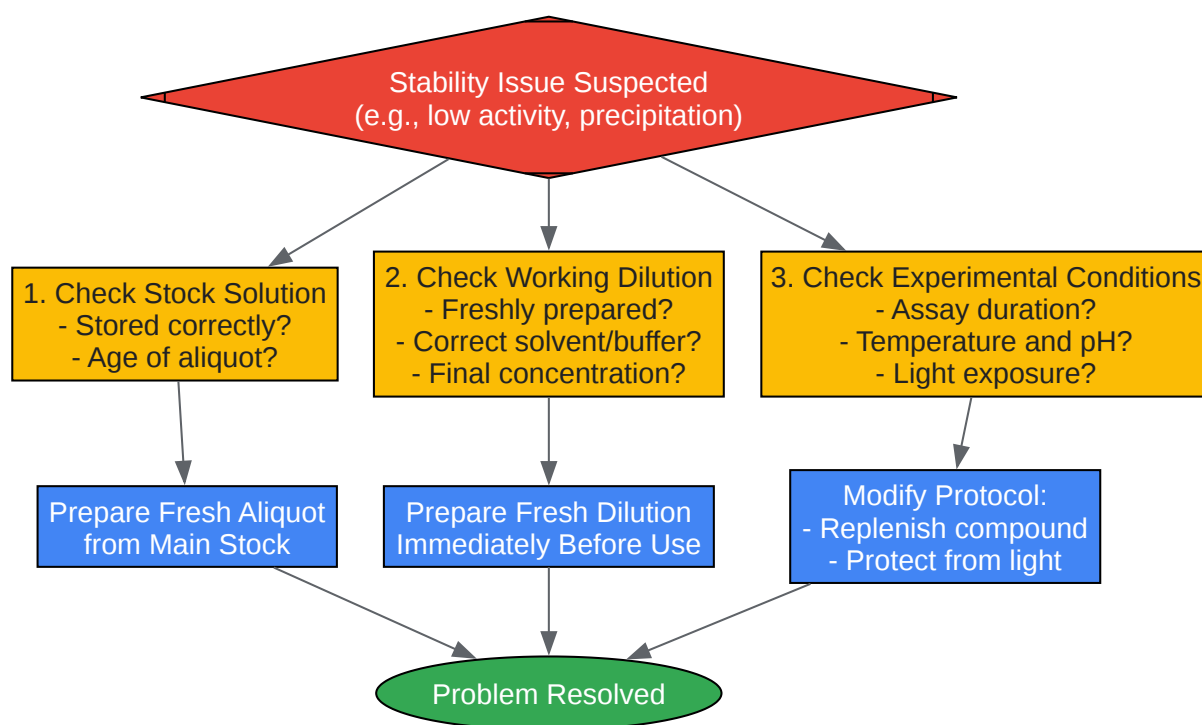 Stability Issue Suspected
(e.g., low activity, precipitation)
1. Check Stock Solution
- Stored correctly?
- Age of aliquot?
2. Check Working Dilution
- Freshly prepared?
- Correct solvent/buffer?
- Final concentration?
3. Check Experimental Conditions
- Assay duration?
- Temperature and pH?
- Light exposure?
Prepare Fresh Aliquot
from Main Stock
Prepare Fresh Dilution
Immediately Before Use
Modify Protocol:
- Replenish compound
- Protect from light
Problem Resolved